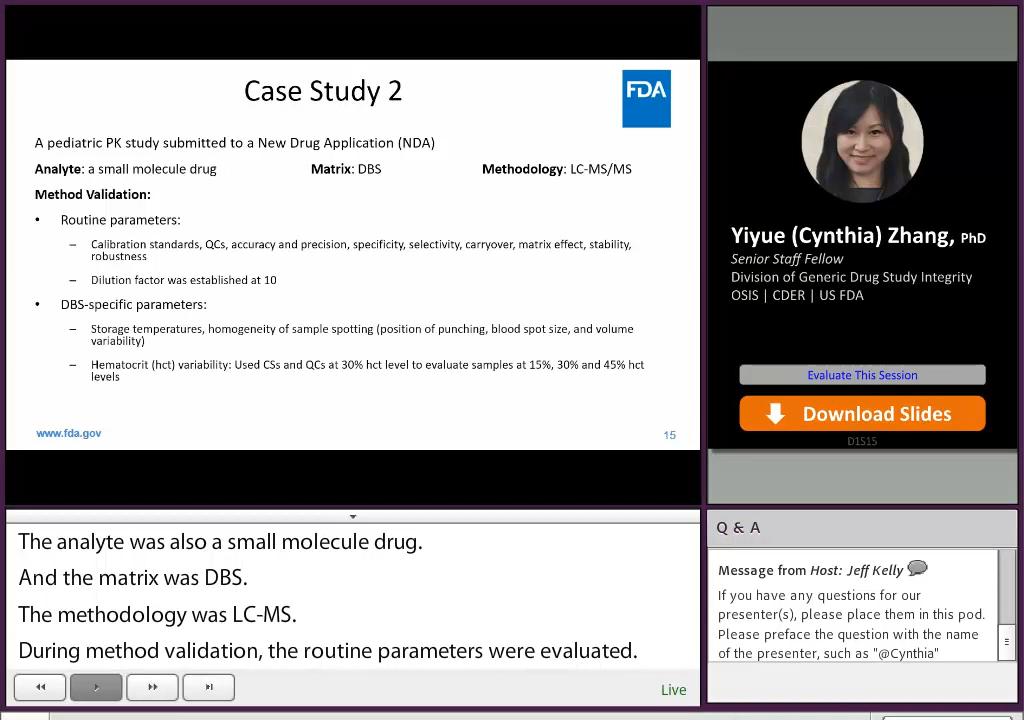 Case Study 2
FDA
A pediatric PK study submitted to a New Drug Application (NDA)
Analyte: a small molecule drug Matrix: DBS Methodology: LC-MS/MS
Method Validation:
• Routine parameters:
– Calibration standards, QCs, accuracy and precision, specificity, selectivity, carryover, matrix effect, stability,
robustness
– Dilution factor was established at 10
• DBS-specific parameters:
– Storage temperatures, homogeneity of sample spotting (position of punching, blood spot size, and volume
variability)
– Hematocrit (hct) variability: Used CSs and QCs at 30% hct level to evaluate samples at 15%, 30% and 45% hct
levels
www.fda.gov
15
Yiyue (Cynthia) Zhang, PhD
Senior Staff Fellow
Division of Generic Drug Study Integrity
OSIS | CDER | US FDA
Evaluate This Session
Download Slides
D1S15
The analyte was also a small molecule drug.
And the matrix was DBS.
The methodology was LC-MS.
During method validation, the routine parameters were evaluated.
Live
Q & A
Message from Host: Jeff Kelly
If you have any questions for our
presenter(s), please place them in this pod.
Please preface the question with the name
of the presenter, such as "@Cynthia"